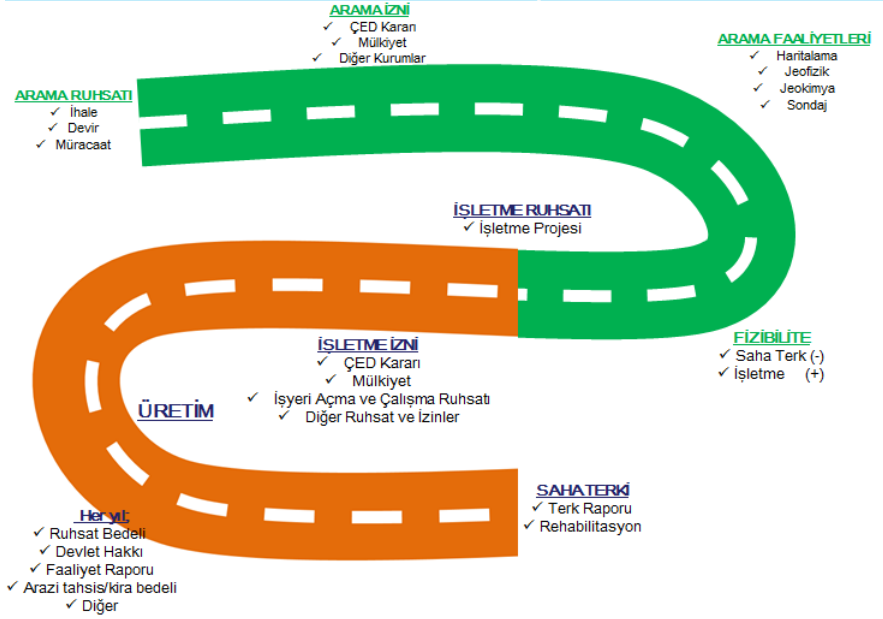 ARAMA RUHSATI
✓ İhale
✓ Devir
✓ Müracaat
ARAMA İZNİ
✓ ÇED Kararı
✓ Mülkiyet
✓ Diğer Kurumlar
ARAMA FAALİYETLERİ
✓ Haritalama
✓ Jeofizik
✓ Jeokimya
✓ Sondaj
FİZİBİLİTE
✓ Saha Terk (-)
✓ İşletme (+)
İŞLETME RUHSATI
✓ İşletme Projesi
İŞLETME İZNİ
✓ ÇED Kararı
✓ Mülkiyet
✓ İşyeri Açma ve Çalışma Ruhsatı
✓ Diğer Ruhsat ve İzinler
ÜRETİM
Her yıl;
✓ Ruhsat Bedeli
✓ Devlet Hakkı
✓ Faaliyet Raporu
✓ Arazi tahsis/kira bedeli
✓ Diğer
SAHA TERKİ
✓ Terk Raporu
✓ Rehabilitasyon